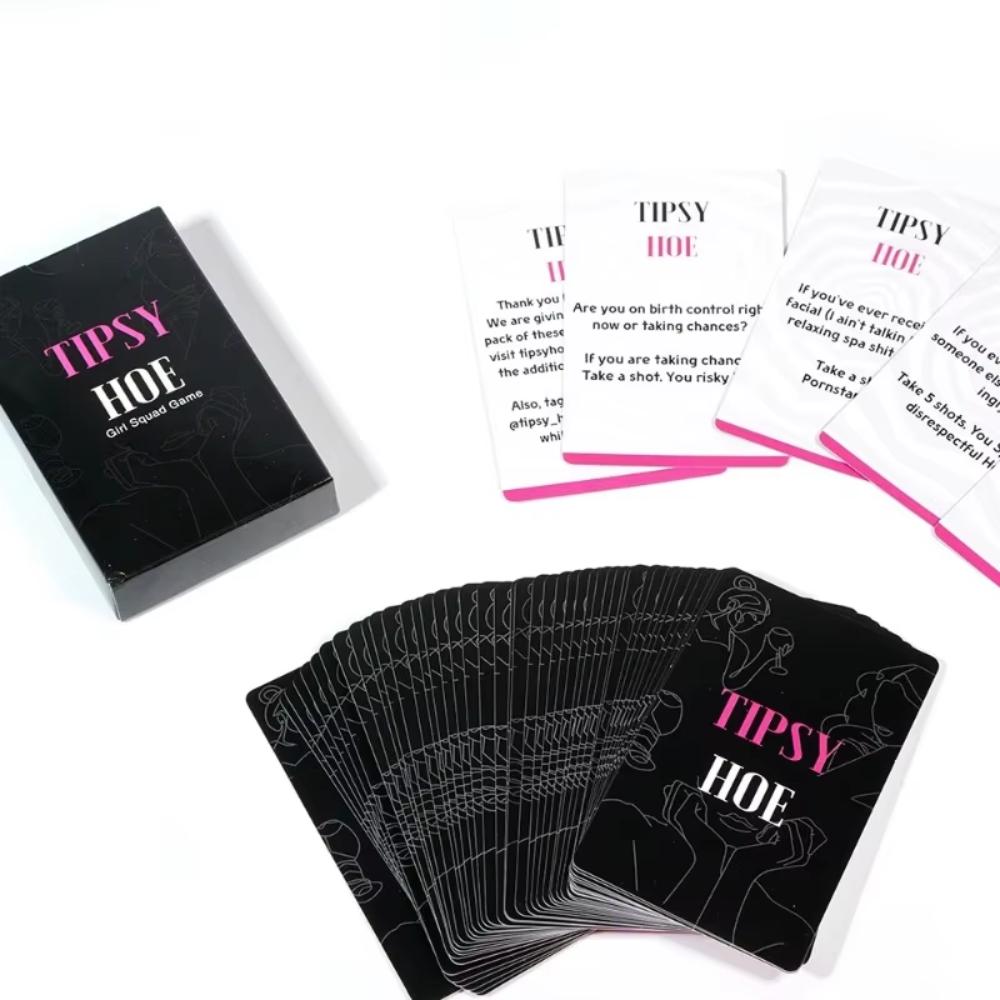 TIPSY
HOE
Girl Squad Game
Thank you
We are givin
pack of these
visit tipsyho
the additio
Also, tag
@tipsy_h
whi
TIPSY
HOE
Are you on birth control righ
now or taking chances?
If you are taking chanc
Take a shot. You risky
TIPSY
HOE
If you've ever recei
facial (I ain't talkin
relaxing spa shit
Take a s
pornsta
If you ev
someone els
ing
Take 5 shots. You S
disrespectful H
TIPSY
HOE